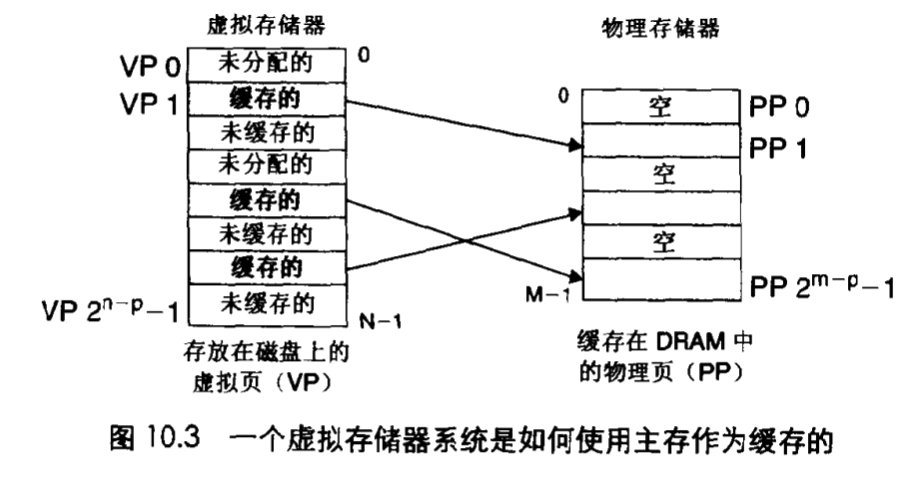 虚拟存储器
VP 0 未分配的 0
VP 1 缓存的
未缓存的
未分配的
缓存的
未缓存的
缓存的
VP 2ⁿ⁻ᵖ−1 未缓存的 N−1
存放在磁盘上的
虚拟页（VP）
物理存储器
0 空 PP 0
PP 1
空
空
M−1 PP 2ᵐ⁻ᵖ−1
缓存在 DRAM 中
的物理页（PP）
图 10.3 一个虚拟存储器系统是如何使用主存作为缓存的